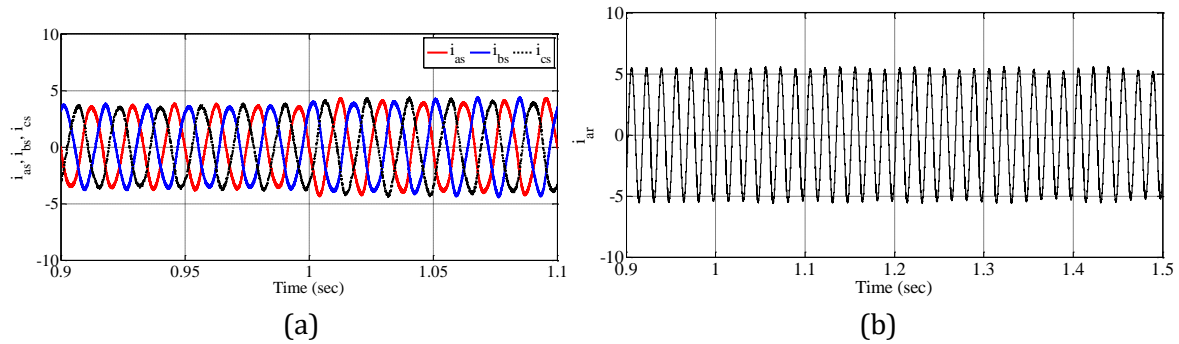 10
5
0
-5
-10
i_as, i_bs, i_cs
i_as i_bs i_cs
0.9 0.95 1 1.05 1.1
Time (sec)
(a)
10
5
0
-5
-10
i_ar
0.9 1 1.1 1.2 1.3 1.4 1.5
Time (sec)
(b)